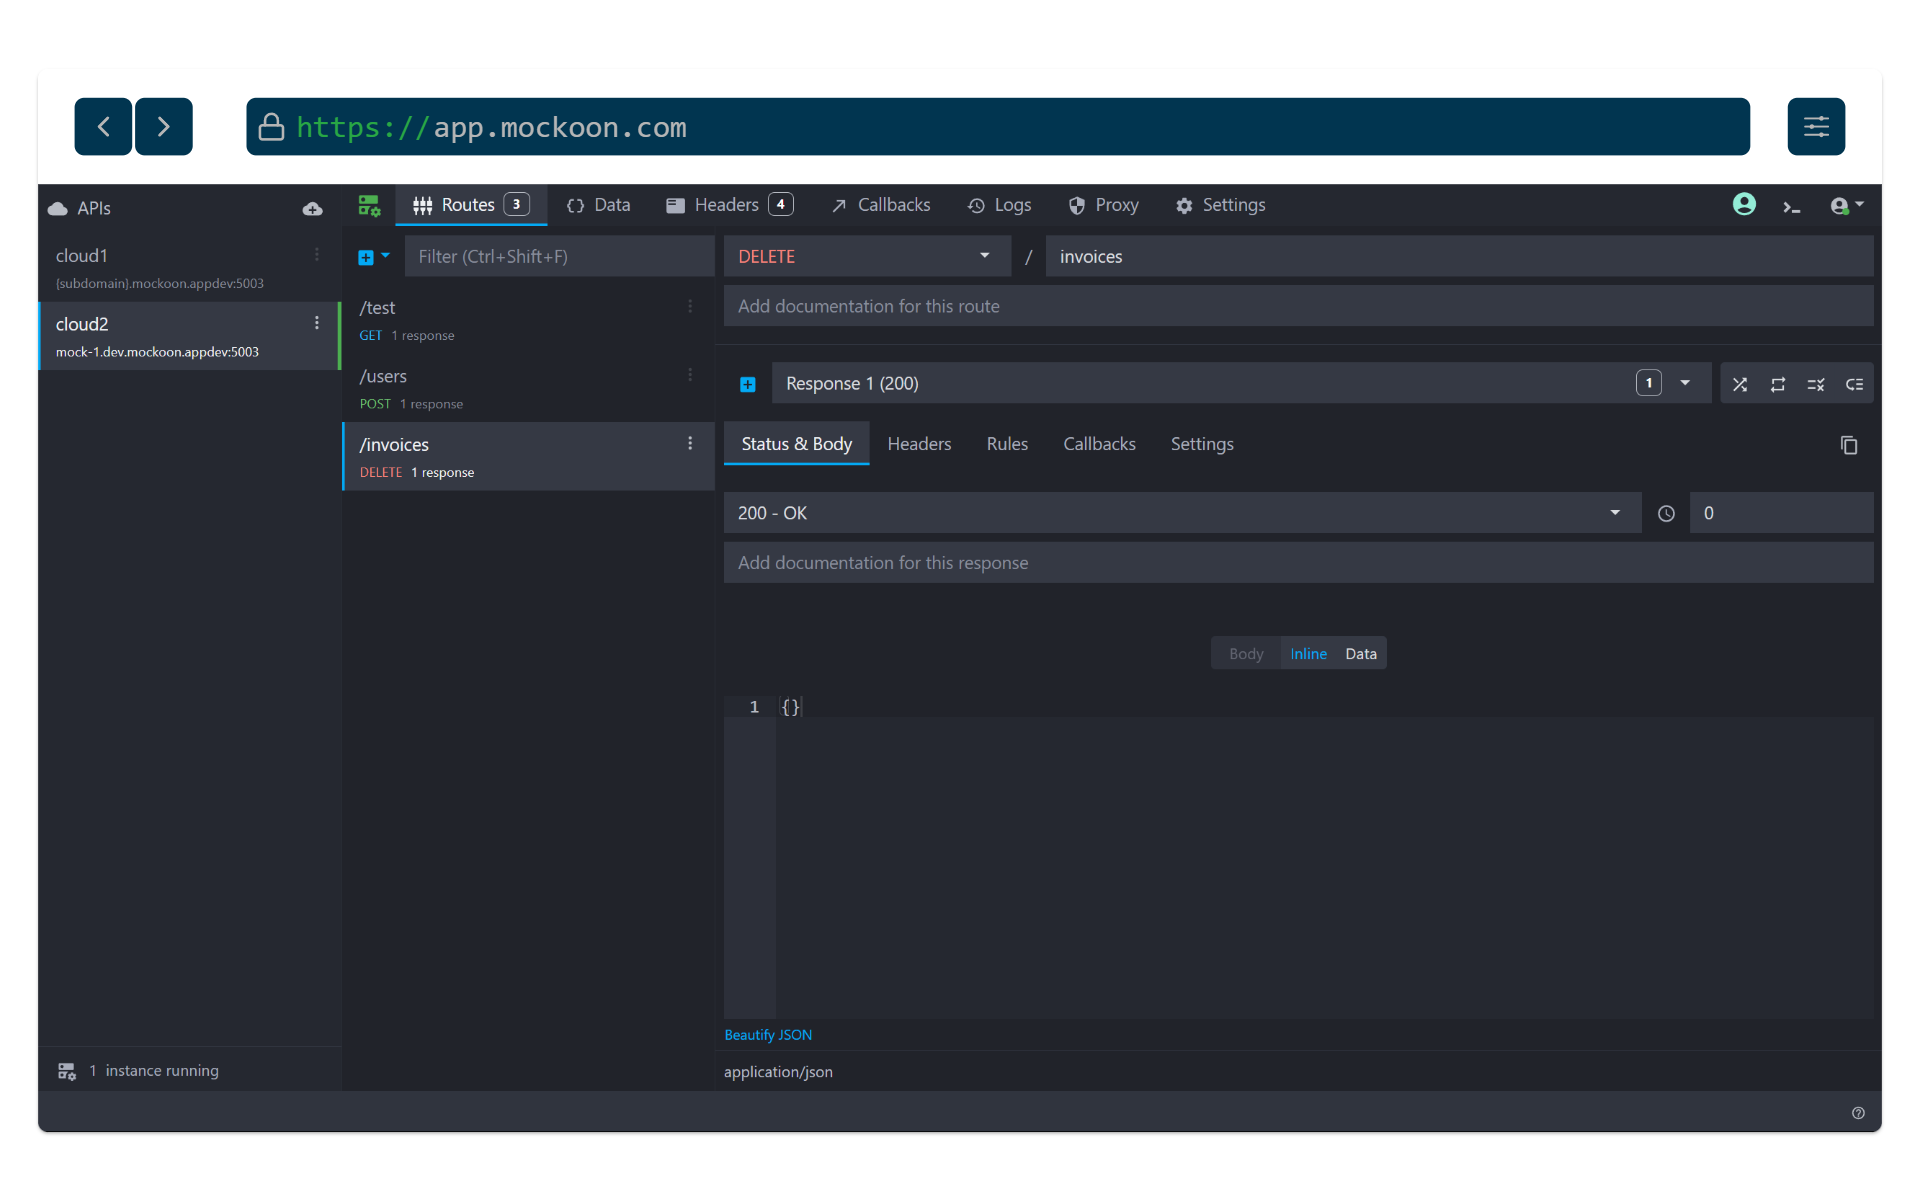 https://app.mockoon.com
APIs
Routes 3
Data
Headers 4
Callbacks
Logs
Proxy
Settings
cloud1
{subdomain}.mockoon.appdev:5003
cloud2
mock-1.dev.mockoon.appdev:5003
Filter (Ctrl+Shift+F)
/test
GET 1 response
/users
POST 1 response
/invoices
DELETE 1 response
DELETE / invoices
Add documentation for this route
Response 1 (200) 1
Status & Body
Headers
Rules
Callbacks
Settings
200 - OK 0
Add documentation for this response
Body Inline Data
1 {}
Beautify JSON
application/json
1 instance running